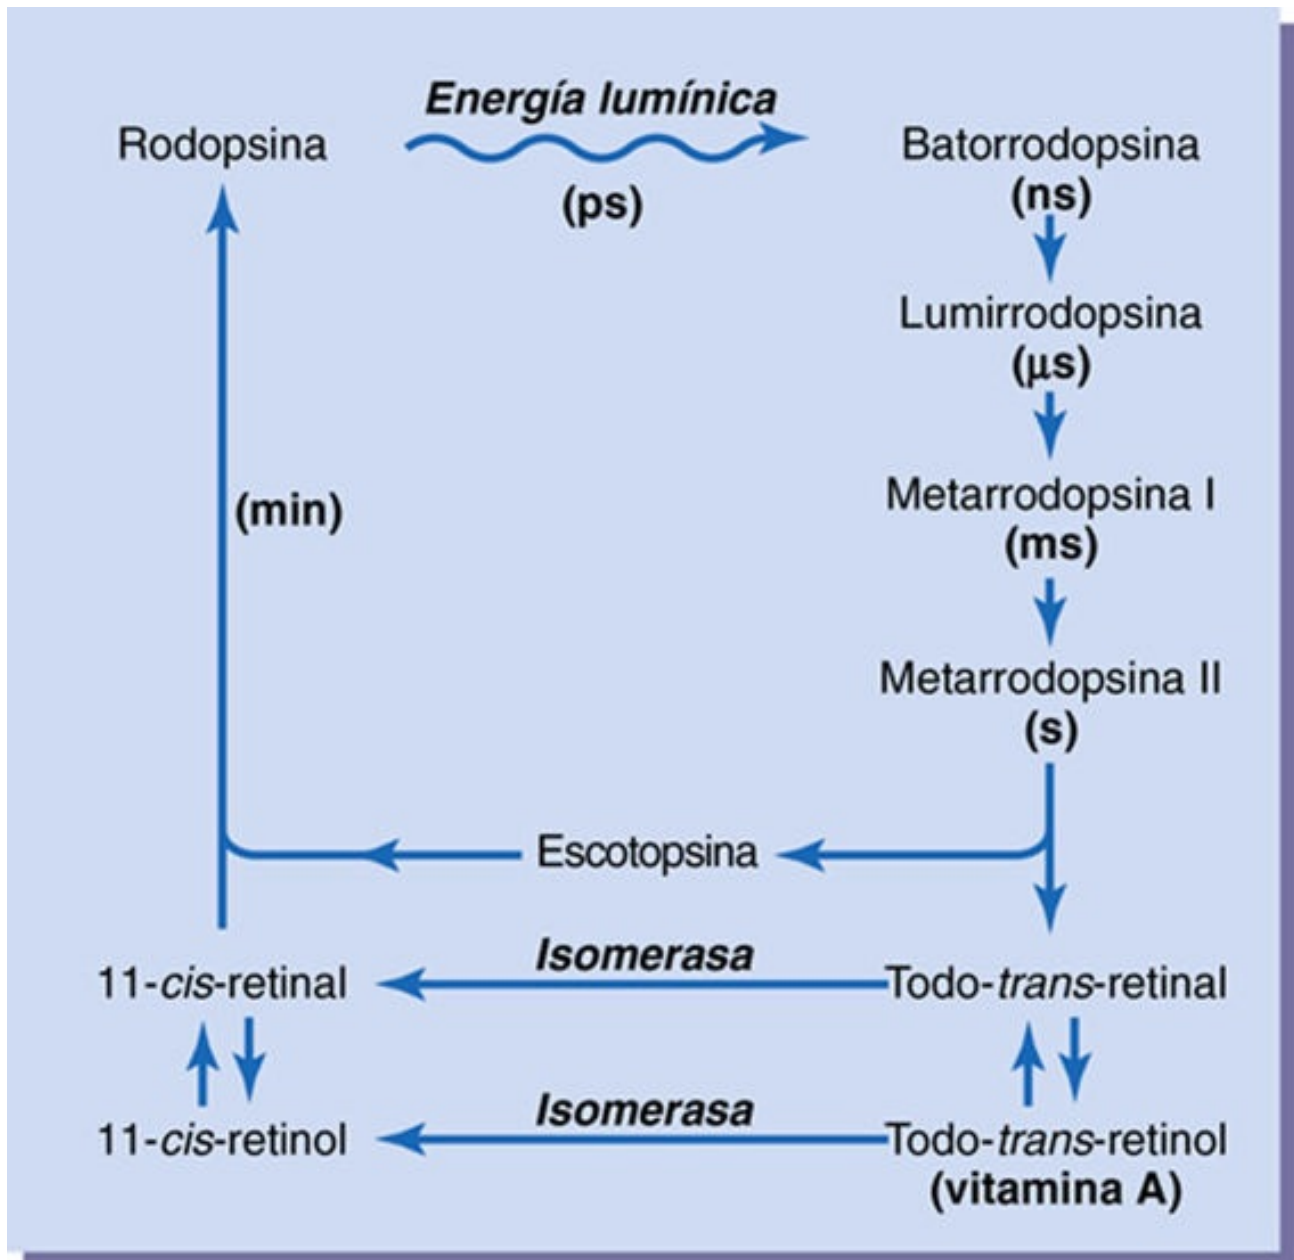 Energía lumínica
Rodopsina
Batorrodopsina
(ps)
(ns)
Lumirrodopsina
(μs)
(min)
Metarrodopsina I
(ms)
Metarrodopsina II
(s)
Escotopsina
Isomerasa
11-cis-retinal
Todo-trans-retinal
Isomerasa
11-cis-retinol
Todo-trans-retinol
(vitamina A)